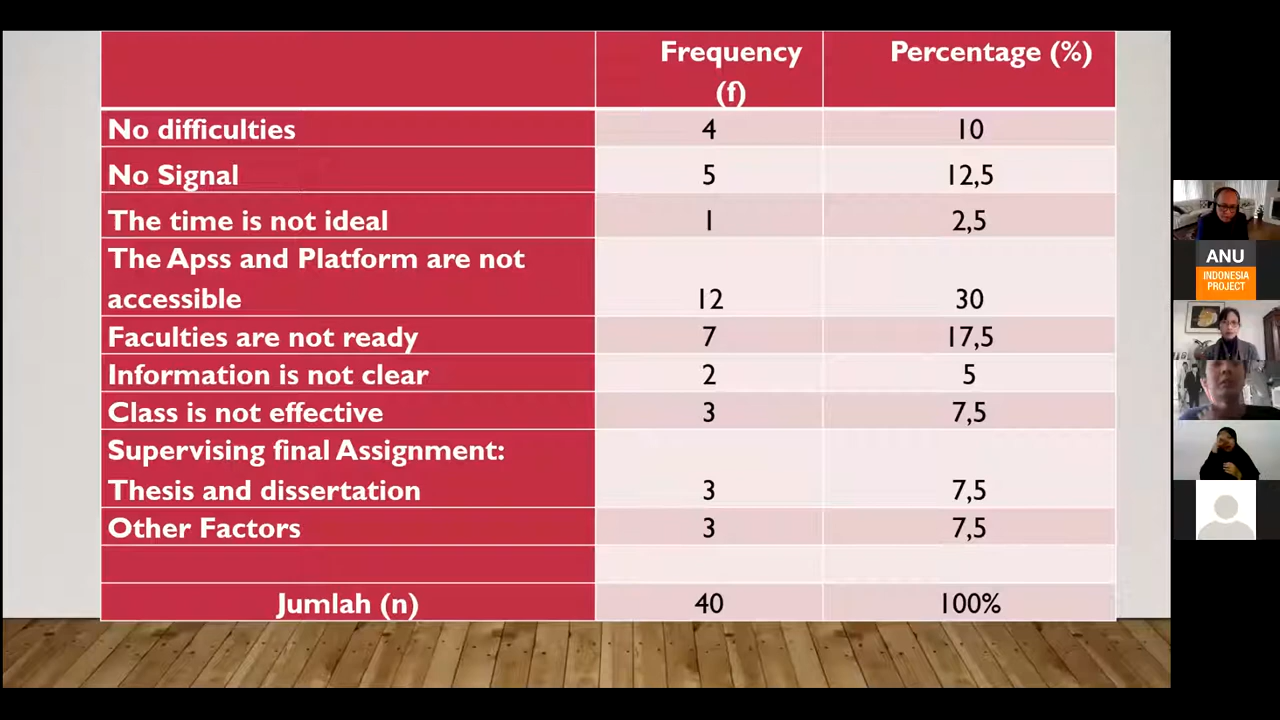 Frequency Percentage (%)
(f)
No difficulties 4 10
No Signal 5 12,5
The time is not ideal 1 2,5
The Apss and Platform are not
accessible 12 30
Faculties are not ready 7 17,5
Information is not clear 2 5
Class is not effective 3 7,5
Supervising final Assignment:
Thesis and dissertation 3 7,5
Other Factors 3 7,5
Jumlah (n) 40 100%
ANU
INDONESIA
PROJECT